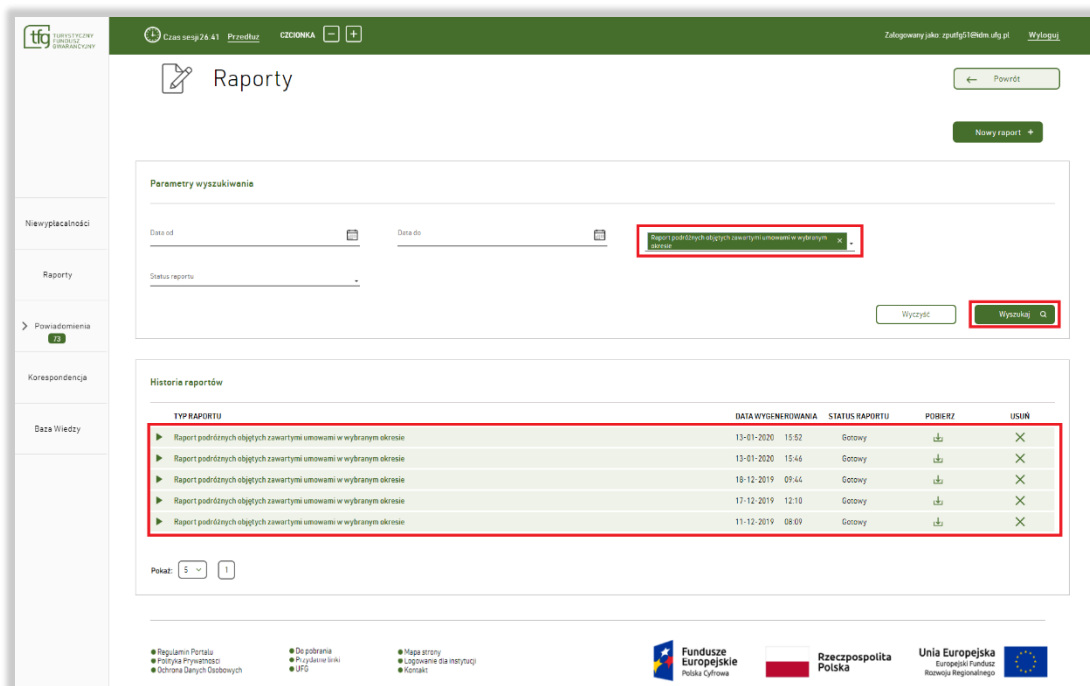 tfg TURYSTYCZNY
FUNDUSZ
GWARANCYJNY
Czas sesji 26:41 Przedłuż CZCIONKA − +
Zalogowany jako: zputfg51@idm.ufg.pl Wyloguj
Raporty
← Powrót
Nowy raport +
Niewypłacalności
Raporty
Powiadomienia
73
Korespondencja
Baza Wiedzy
Parametry wyszukiwania
Data od
Data do
Raport podróżnych objętych zawartymi umowami w wybranym
okresie
Status raportu
Wyczyść
Wyszukaj
Historia raportów
TYP RAPORTU DATA WYGENEROWANIA STATUS RAPORTU POBIERZ USUŃ
Raport podróżnych objętych zawartymi umowami w wybranym okresie 13-01-2020 15:52 Gotowy
Raport podróżnych objętych zawartymi umowami w wybranym okresie 13-01-2020 15:46 Gotowy
Raport podróżnych objętych zawartymi umowami w wybranym okresie 18-12-2019 09:44 Gotowy
Raport podróżnych objętych zawartymi umowami w wybranym okresie 17-12-2019 12:10 Gotowy
Raport podróżnych objętych zawartymi umowami w wybranym okresie 11-12-2019 08:09 Gotowy
Pokaż: 5 1
Regulamin Portalu
Polityka Prywatności
Ochrona Danych Osobowych
Do pobrania
Przydatne linki
UFG
Mapa strony
Logowanie dla instytucji
Kontakt
Fundusze
Europejskie
Polska Cyfrowa
Rzeczpospolita
Polska
Unia Europejska
Europejski Fundusz
Rozwoju Regionalnego